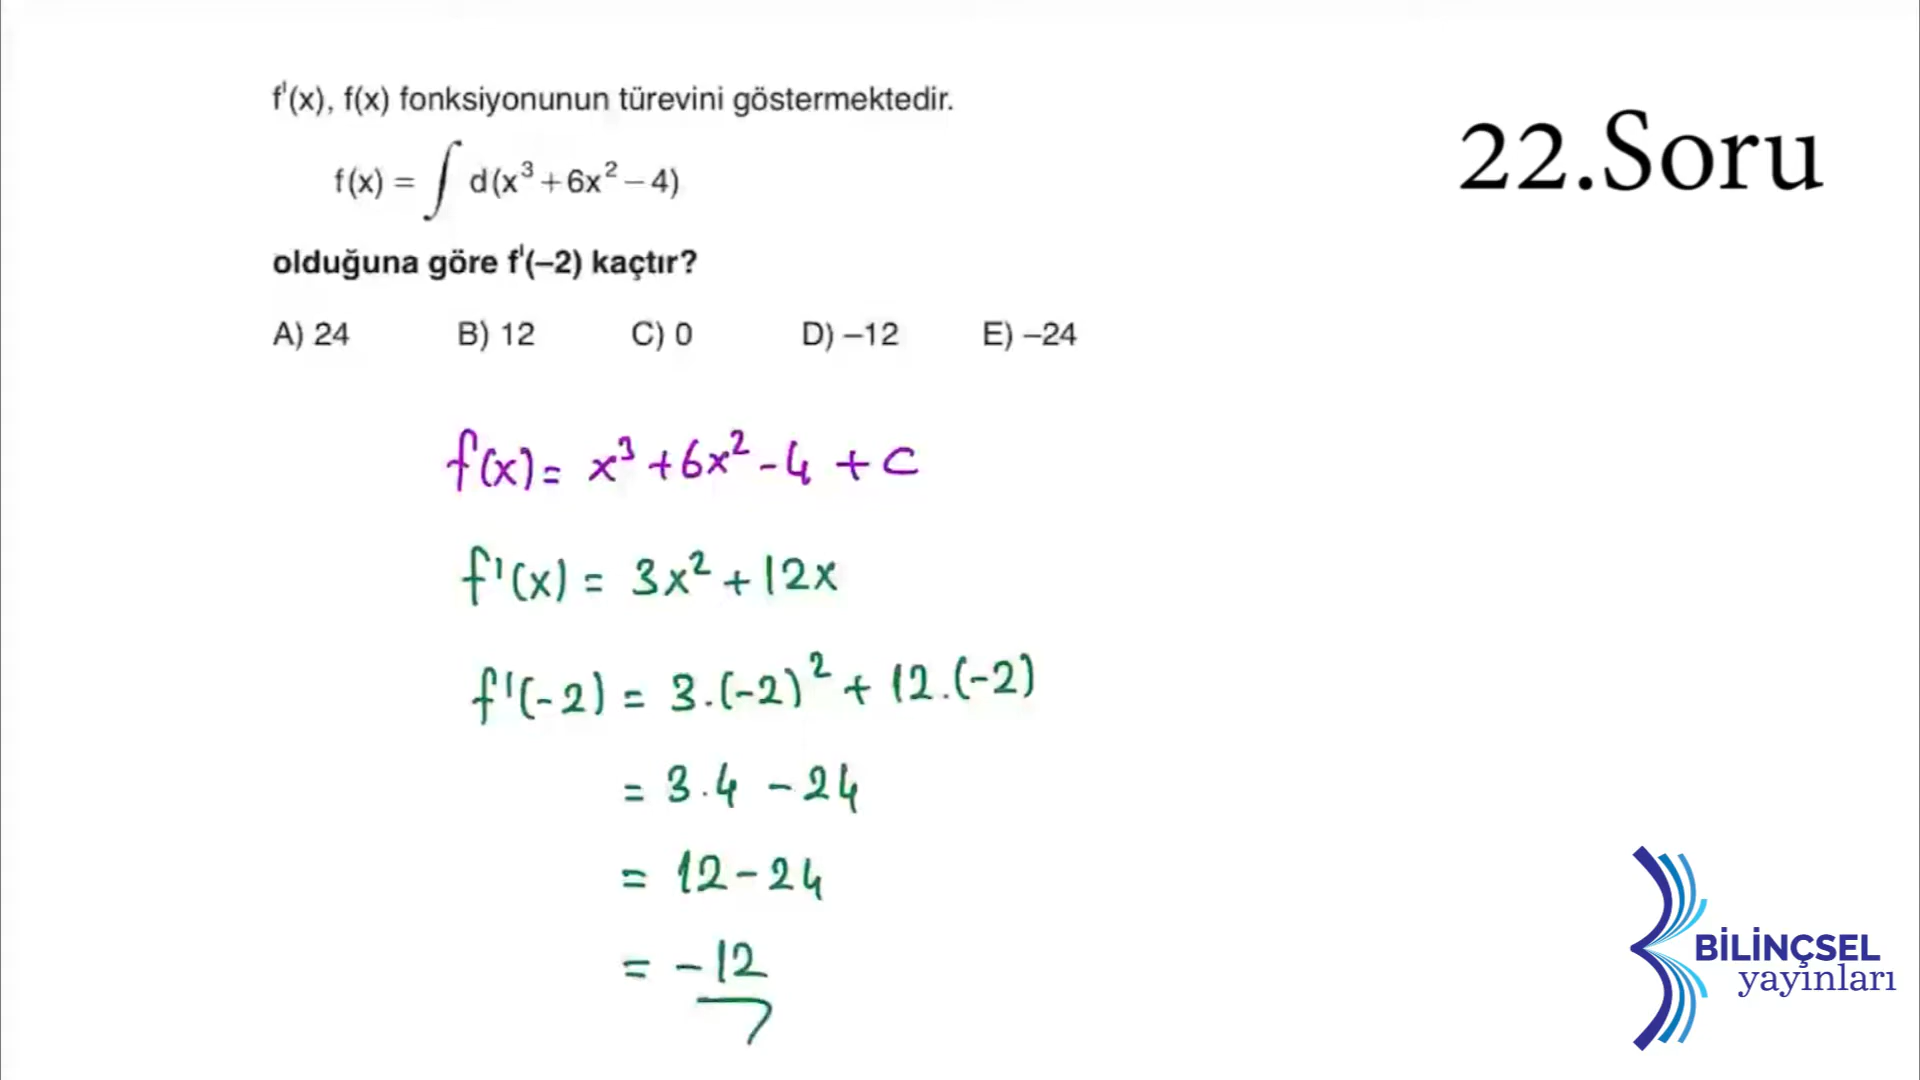 f'(x), f(x) fonksiyonunun türevini göstermektedir.
22.Soru
f(x) = ∫ d(x³ + 6x² – 4)
olduğuna göre f'(–2) kaçtır?
A) 24 B) 12 C) 0 D) –12 E) –24
f(x) = x³ + 6x² - 4 + c
f'(x) = 3x² + 12x
f'(-2) = 3.(-2)² + 12.(-2)
= 3.4 - 24
= 12 - 24
= -12
BİLİNÇSEL
yayınları